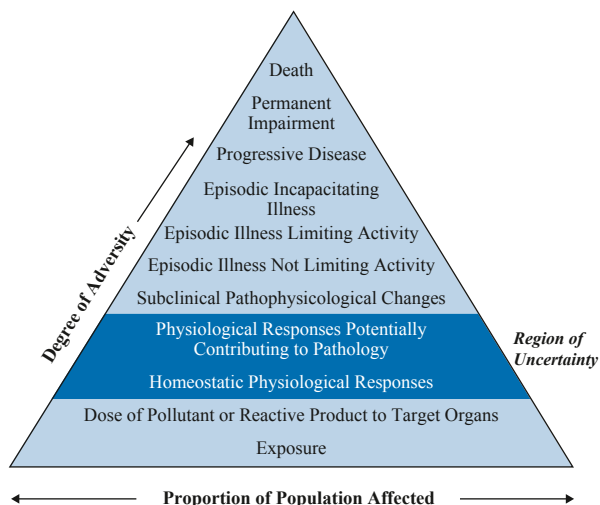 Death
Permanent
Impairment
Progressive Disease
Episodic Incapacitating
Illness
Episodic Illness Limiting Activity
Episodic Illness Not Limiting Activity
Subclinical Pathophysicological Changes
Physiological Responses Potentially
Contributing to Pathology
Homeostatic Physiological Responses
Dose of Pollutant or Reactive Product to Target Organs
Exposure
Degree of Adversity
Region of
Uncertainty
Proportion of Population Affected